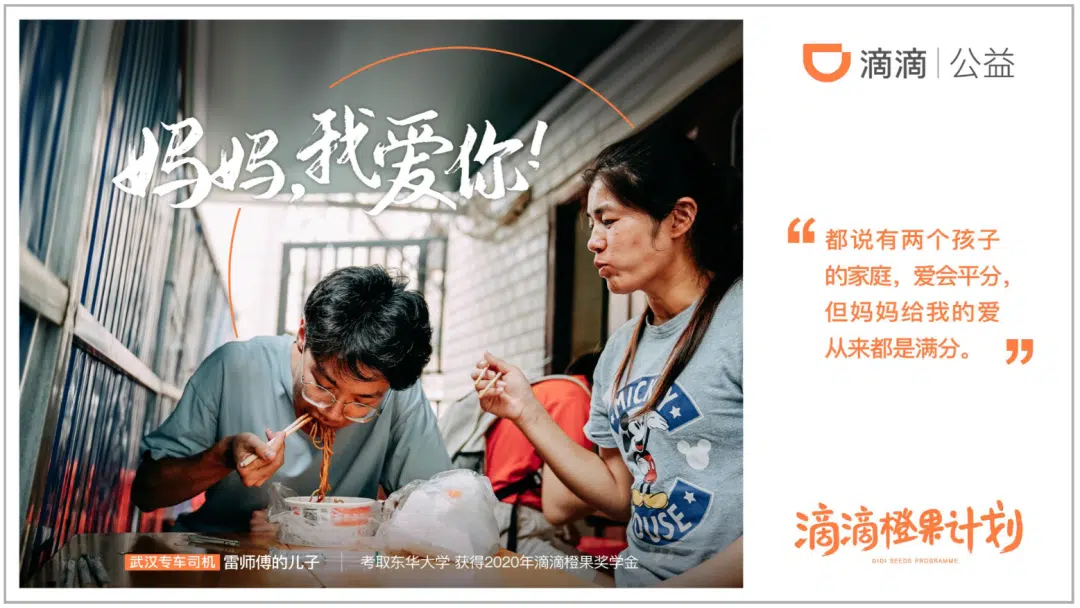 妈妈,我爱你!
滴滴 公益
“都说有两个孩子
的家庭，爱会平分，
但妈妈给我的爱
从来都是满分。”
MICKEY
MOUSE
武汉专车司机 雷师傅的儿子 | 考取东华大学 获得2020年滴滴橙果奖学金
滴滴橙果计划
DIDI SEEDS PROGRAMME